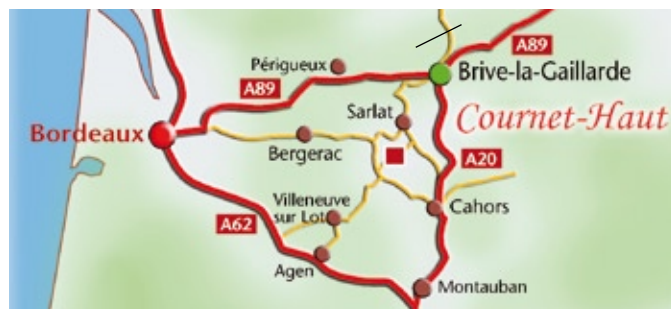 A89
Périgueux
Brive-la-Gaillarde
A89
Sarlat
Cournet-Haut
Bordeaux
Bergerac
A20
Villeneuve
sur Lot
Cahors
A62
Agen
Montauban